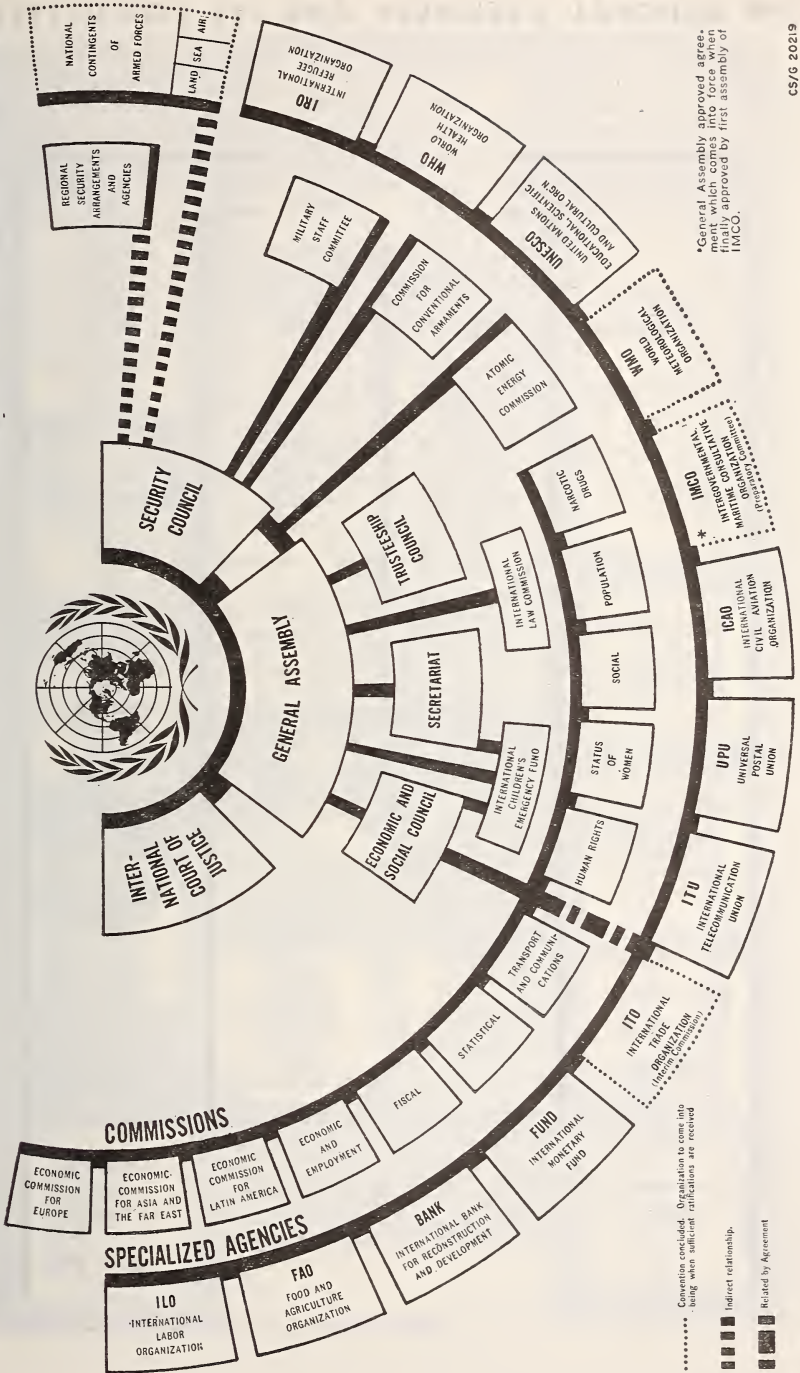 INTER-
NATIONAL
COURT OF
JUSTICE
GENERAL ASSEMBLY
SECURITY
COUNCIL
ECONOMIC AND
SOCIAL COUNCIL
SECRETARIAT
TRUSTEESHIP
COUNCIL
INTERNATIONAL
CHILDREN'S
EMERGENCY FUND
INTERNATIONAL
LAW COMMISSION
ATOMIC
ENERGY
COMMISSION
COMMISSION
FOR
CONVENTIONAL
ARMAMENTS
MILITARY
STAFF
COMMITTEE
REGIONAL
SECURITY
ARRANGEMENTS
AND
AGENCIES
NATIONAL
CONTINGENTS
OF
ARMED FORCES
LAND
SEA
AIR
COMMISSIONS
ECONOMIC
COMMISSION
FOR
EUROPE
ECONOMIC
COMMISSION
FOR ASIA AND
THE FAR EAST
ECONOMIC
COMMISSION
FOR
LATIN AMERICA
ECONOMIC
AND
EMPLOYMENT
FISCAL
STATISTICAL
TRANSPORT
AND COMMUNI-
CATIONS
HUMAN RIGHTS
STATUS
OF
WOMEN
SOCIAL
POPULATION
NARCOTIC
DRUGS
SPECIALIZED AGENCIES
ILO
INTERNATIONAL
LABOR
ORGANIZATION
FAO
FOOD AND
AGRICULTURE
ORGANIZATION
BANK
INTERNATIONAL BANK
FOR RECONSTRUCTION
AND DEVELOPMENT
FUND
INTERNATIONAL
MONETARY
FUND
ITO
INTERNATIONAL
TRADE
ORGANIZATION
(Interim Commission)
ITU
INTERNATIONAL
TELECOMMUNICATION
UNION
UPU
UNIVERSAL
POSTAL
UNION
ICAO
INTERNATIONAL
CIVIL AVIATION
ORGANIZATION
* IMCO
INTERGOVERNMENTAL
INTERGOV CONSULTATIVE
MARITIME ORGANIZATION
(Preparatory Committee)
WMO
WORLD
METEOROLOGICAL
ORGANIZATION
UNESCO
UNITED NATIONS
EDUCATIONAL SCIENTIFIC
AND CULTURAL ORG'N
WHO
WORLD
HEALTH
ORGANIZATION
IRO
INTERNATIONAL
REFUGEE
ORGANIZATION
Convention concluded. Organization to come into
being when sufficient ratifications are received
Indirect relationship.
Related by Agreement
*General Assembly approved agree-
ment which comes into force when
finally approved by first assembly of
IMCO.
CS/G 20219